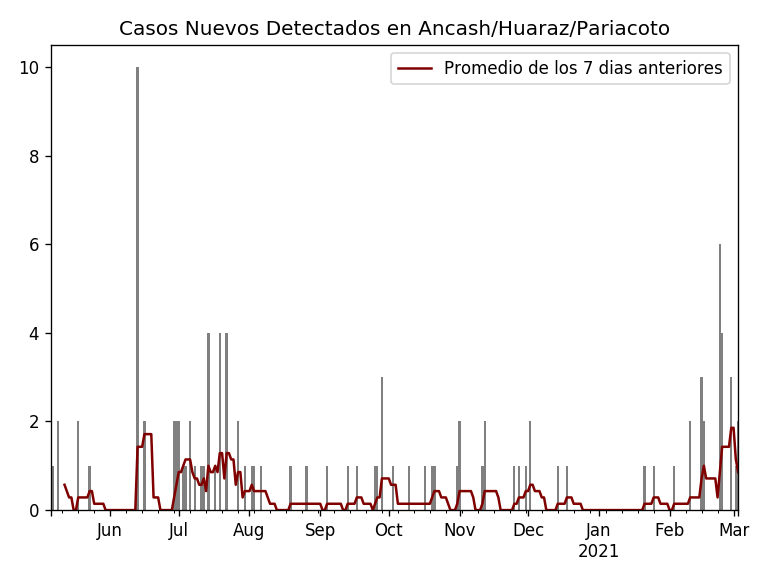 Casos Nuevos Detectados en Ancash/Huaraz/Pariacoto
Promedio de los 7 dias anteriores
10
8
6
4
2
0
Jun Jul Aug Sep Oct Nov Dec Jan Feb Mar
2021